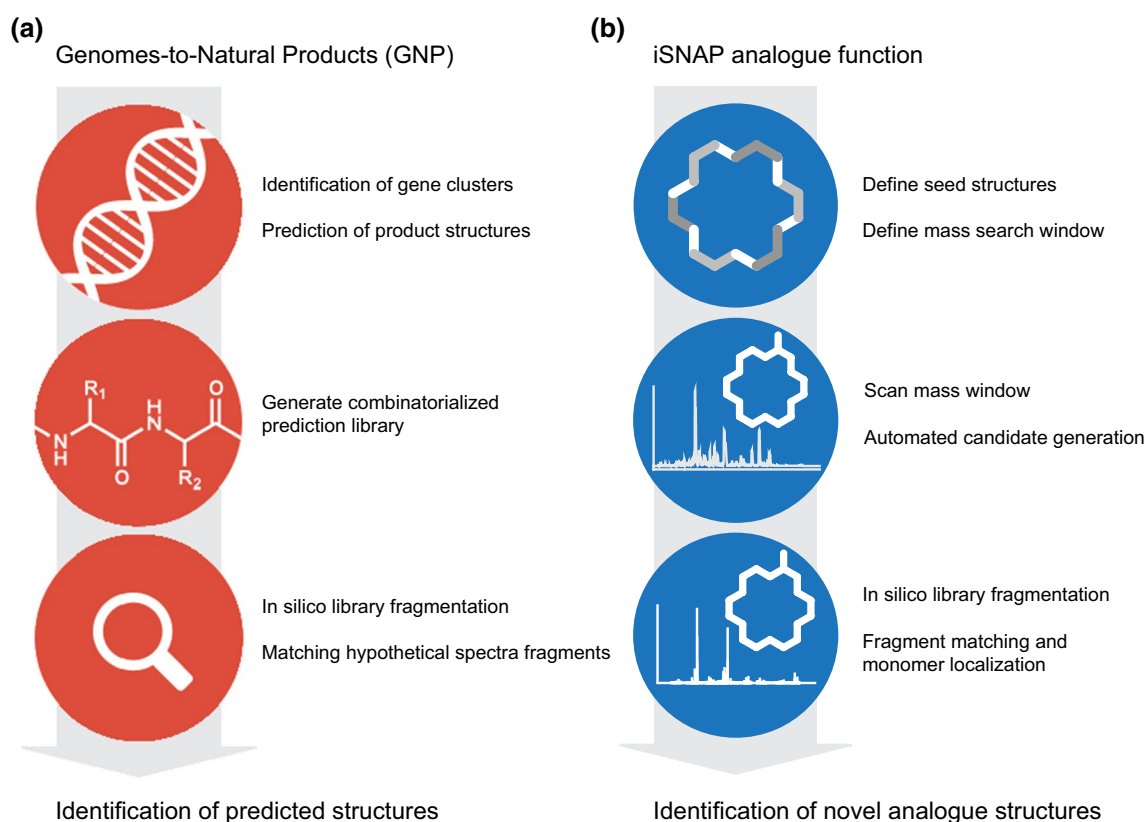 (a)
Genomes-to-Natural Products (GNP)
Identification of gene clusters
Prediction of product structures
R1
O
H
N
N
H
O
R2
Generate combinatorialized
prediction library
In silico library fragmentation
Matching hypothetical spectra fragments
Identification of predicted structures
(b)
iSNAP analogue function
Define seed structures
Define mass search window
Scan mass window
Automated candidate generation
In silico library fragmentation
Fragment matching and
monomer localization
Identification of novel analogue structures